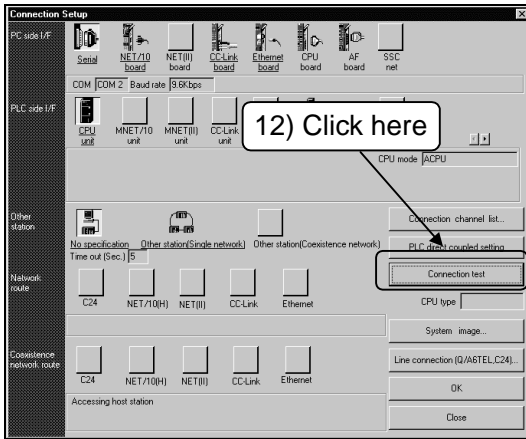 Connection Setup
PC side I/F
Serial
NET/10 board
NET(II) board
CC-Link board
Ethernet board
CPU board
AF board
SSC net
COM COM 2 Baud rate 9.6Kbps
PLC side I/F
CPU unit
MNET/10 unit
MNET(II) unit
CC-Link unit
12) Click here
CPU mode ACPU
Other station
No specification
Other station(Single network)
Other station(Coexistence network)
Time out (Sec.) 5
Connection channel list...
PLC direct coupled setting
Connection test
Network route
C24
NET/10(H)
NET(II)
CC-Link
Ethernet
CPU type
System image...
Coexistence network route
C24
NET/10(H)
NET(II)
CC-Link
Ethernet
Line connection (Q/A6TEL,C24)...
Accessing host station
OK
Close